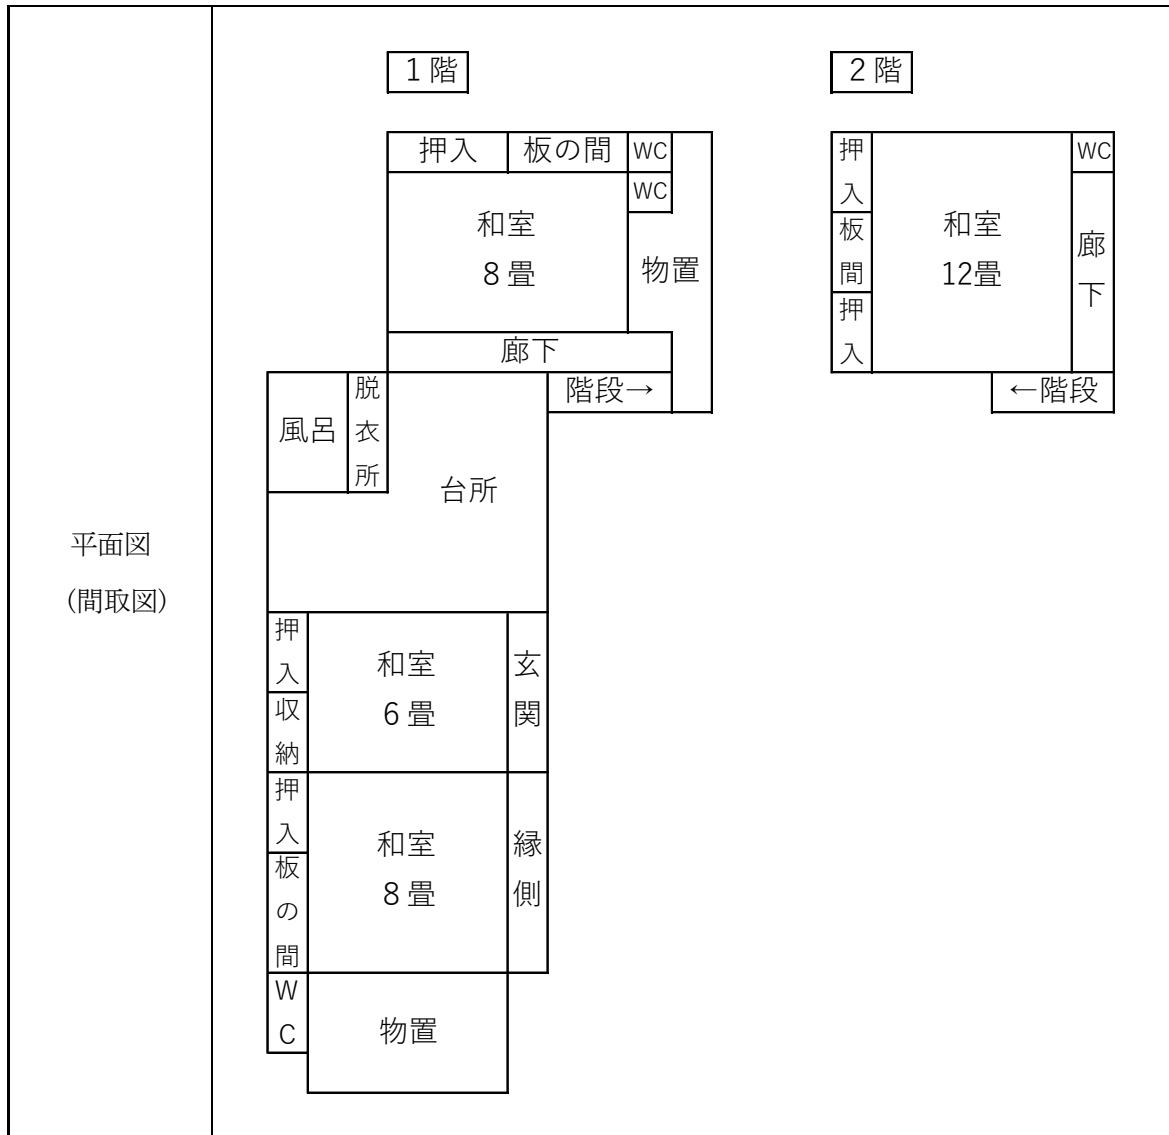 平面図
(間取図)
1階
押入
板の間
WC
WC
和室
8畳
物置
廊下
階段→
風呂
脱衣所
台所
押入
和室
6畳
玄関
収納
押入
和室
8畳
縁側
板の間
WC
物置
2階
押入
板間
押入
和室
12畳
WC
廊下
←階段